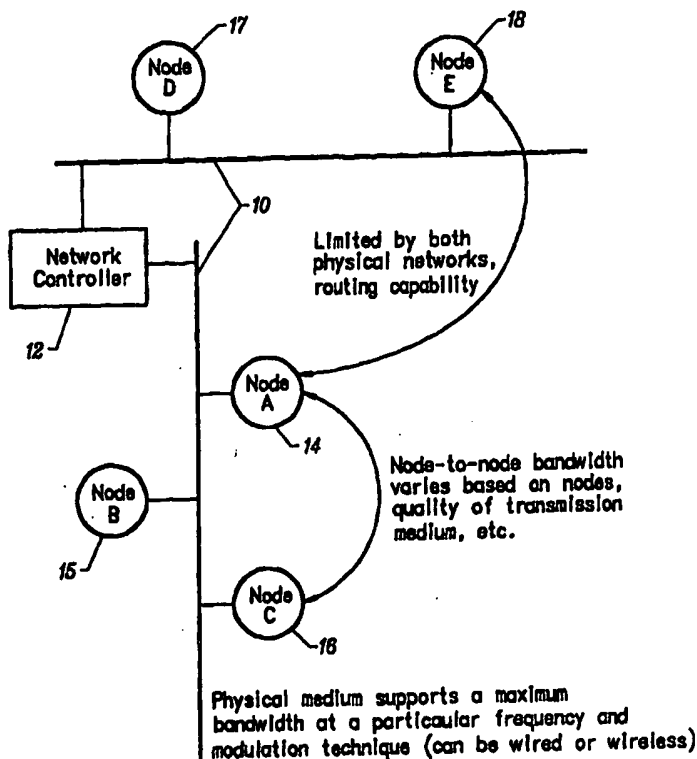 17
Node
D
18
Node
E
10
Network
Controller
12
Limited by both
physical networks,
routing capability
Node
A
14
Node
B
15
Node-to-node bandwidth
varies based on nodes,
quality of transmission
medium, etc.
Node
C
16
Physical medium supports a maximum
bandwidth at a particaular frequency and
modulation technique (can be wired or wireless)